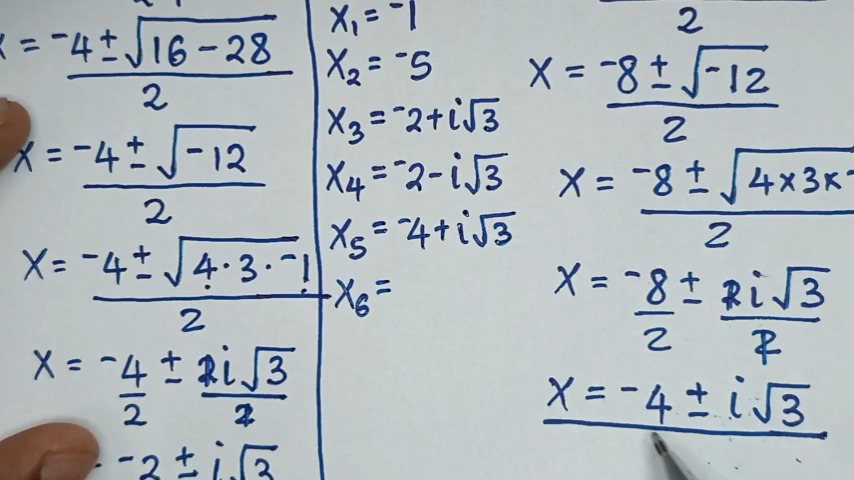 x = -4 ± √16 - 28
2
x = -4 ± √-12
2
x = -4 ± √4 · 3 · -1
2
x = -4 ± 2i√3
2 2
-2 ± i√3
x₁ = -1
x₂ = -5
x₃ = -2 + i√3
x₄ = -2 - i√3
x₅ = -4 + i√3
x₆ =
2
x = -8 ± √-12
2
x = -8 ± √4 × 3 × -
2
x = -8 ± 2i√3
2 2
x = -4 ± i√3